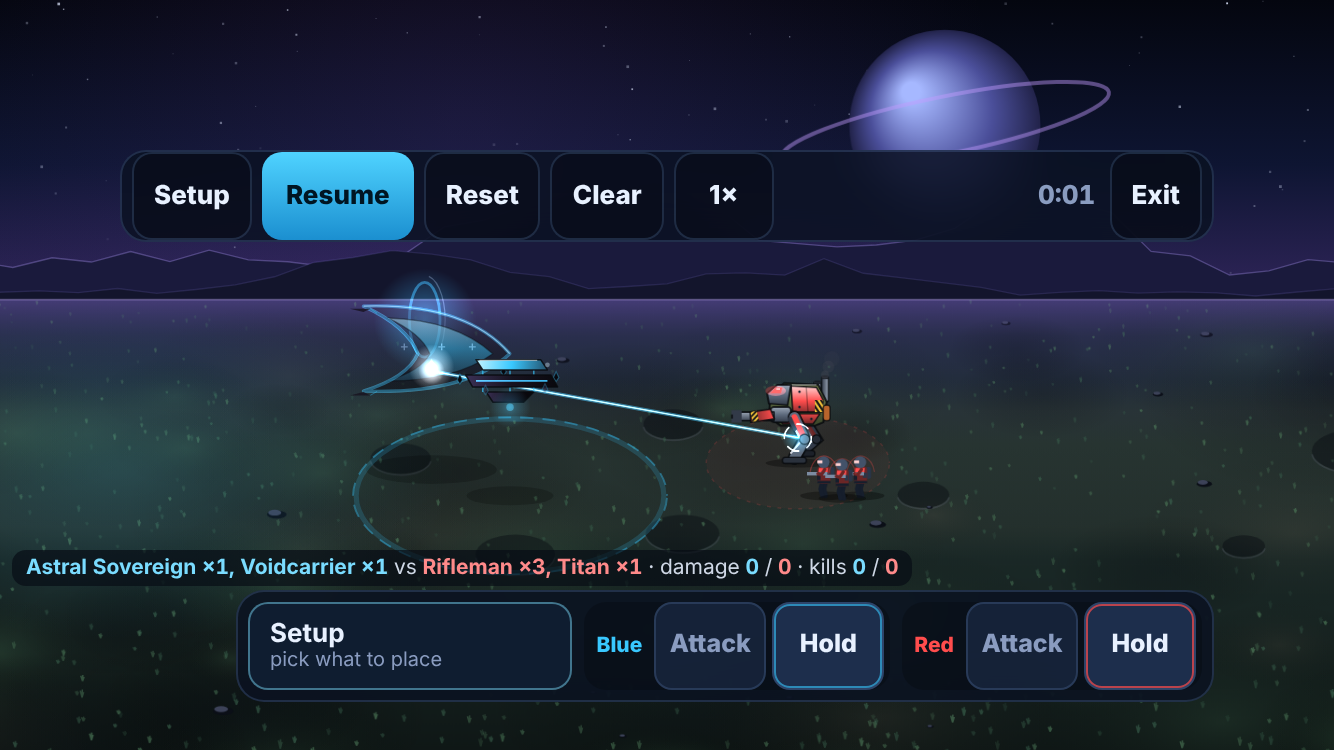 Setup Resume Reset Clear 1× 0:01 Exit
Astral Sovereign ×1, Voidcarrier ×1 vs Rifleman ×3, Titan ×1 · damage 0 / 0 · kills 0 / 0
Setup
pick what to place
Blue Attack Hold Red Attack Hold